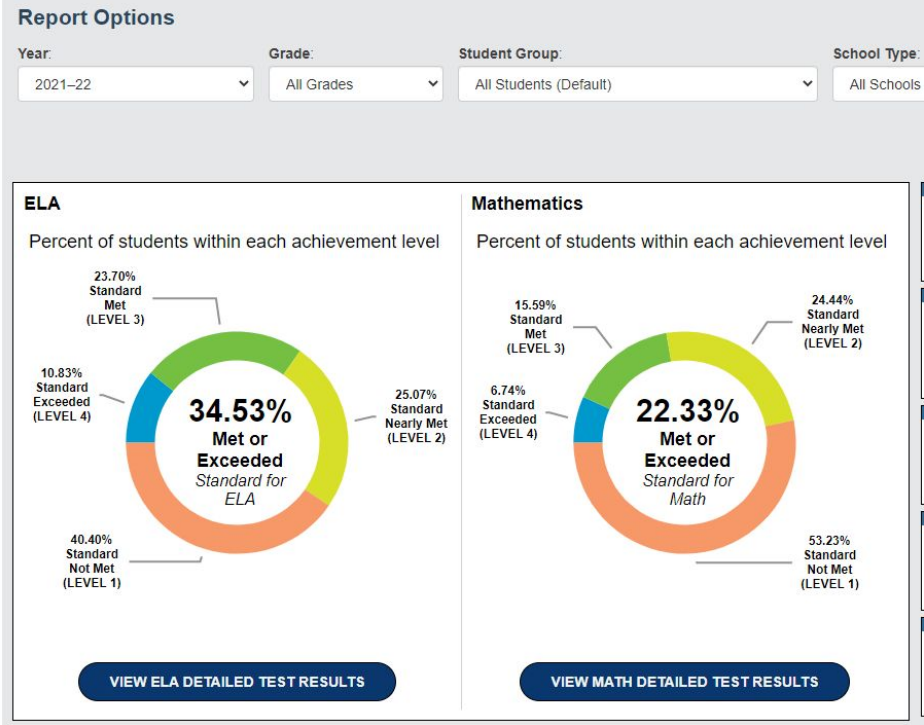 Report Options
Year: Grade: Student Group: School Type:
2021–22 All Grades All Students (Default) All Schools
ELA
Percent of students within each achievement level
23.70%
Standard
Met
(LEVEL 3)
10.83%
Standard
Exceeded
(LEVEL 4)
34.53%
Met or
Exceeded
Standard for
ELA
25.07%
Standard
Nearly Met
(LEVEL 2)
40.40%
Standard
Not Met
(LEVEL 1)
VIEW ELA DETAILED TEST RESULTS
Mathematics
Percent of students within each achievement level
15.59%
Standard
Met
(LEVEL 3)
24.44%
Standard
Nearly Met
(LEVEL 2)
6.74%
Standard
Exceeded
(LEVEL 4)
22.33%
Met or
Exceeded
Standard for
Math
53.23%
Standard
Not Met
(LEVEL 1)
VIEW MATH DETAILED TEST RESULTS